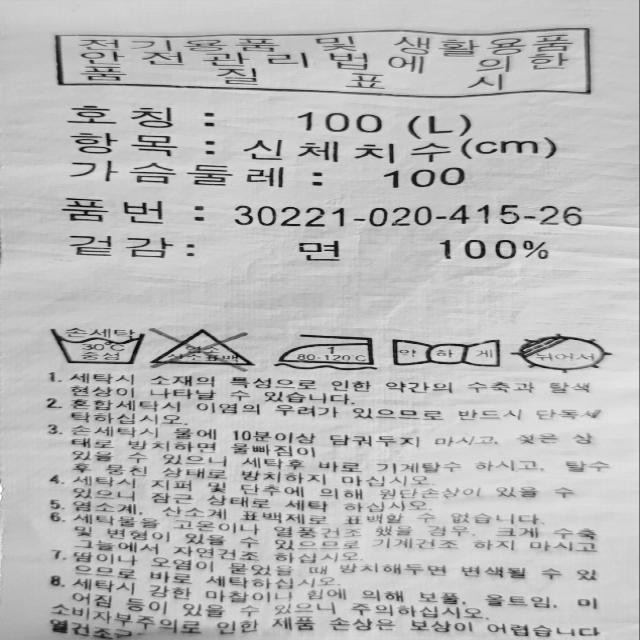 전기용품 및 생활용품
안전관리법에 의한
품 질 표 시
호칭 : 100 (L)
항목 : 신체치수(cm)
가슴둘레 : 100
품번 : 30221-020-415-26
겉감 : 면 100%
손세탁
30℃
중성
1
80-120℃
약 하 게
뉘어서
1. 세탁시 소재의 특성으로 인한 약간의 수축과 탈색
현상이 나타날 수 있습니다.
2. 혼합세탁시 이염의 우려가 있으므로 반드시 단독세
탁하십시오.
3. 손세탁시 물에 10분이상 담궈두지 마시고, 젖은 상
태로 방치하면 물빠짐이
있을 수 있으니 세탁후 바로 기계탈수 하시고, 탈수
후 뭉친 상태로 방치하지 마십시오.
4. 세탁시 지퍼 및 단추에 의해 원단손상이 있을 수
있으니 잠근 상태로 세탁 하십시오.
5. 염소계, 산소계 표백제로 표백할 수 없습니다.
6. 세탁물을 고온이나 열풍건조 했을 경우, 크게 수축
및 변형이 있을 수 있으므로 기계건조 하지 마시고
그늘에서 자연건조 하십시오.
7. 땀이나 오염이 묻었을 때 방치해두면 변색될 수 있
으므로 바로 세탁하십시오.
8. 세탁시 강한 마찰이나 힘에 의해 보풀, 올트임, 미
어짐 등이 있을 수 있으니 주의하십시오.
소비자부주의로 인한 제품 손상은 보상이 어렵습니다